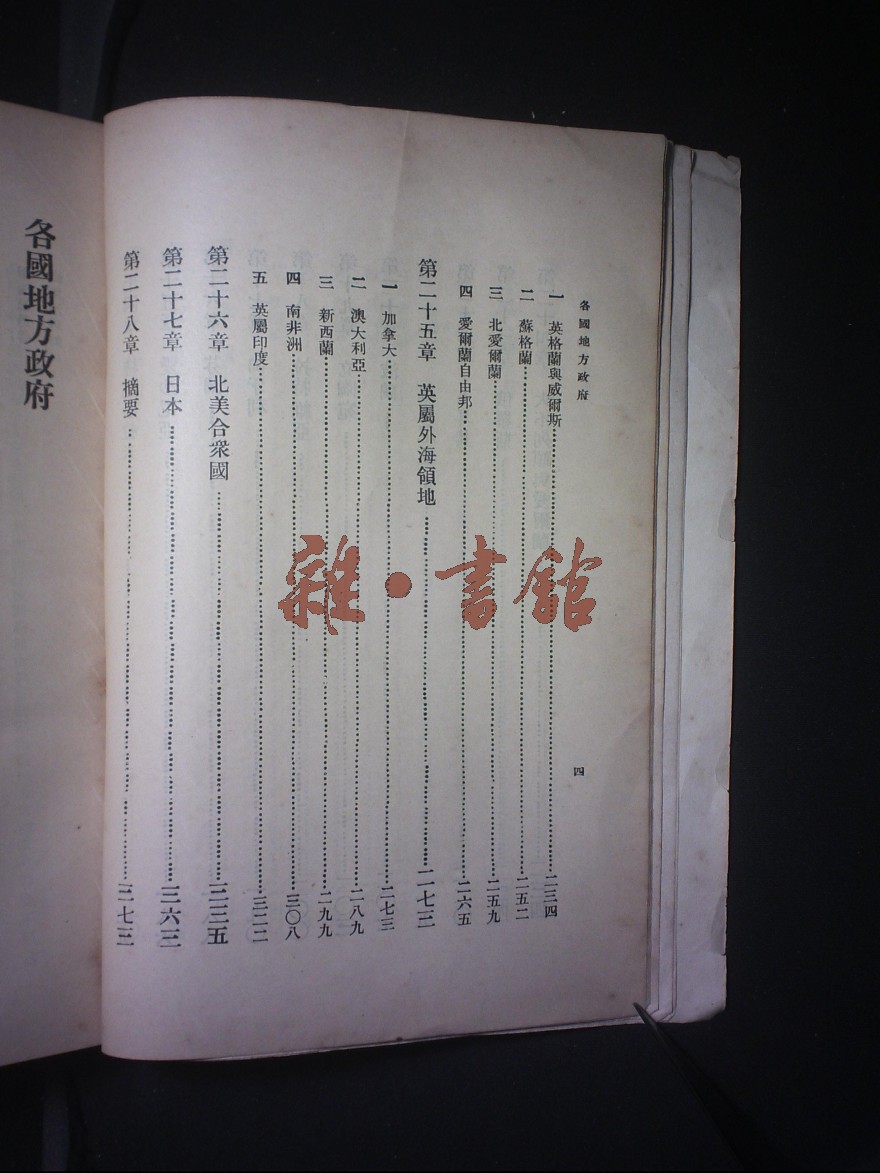 各國地方政府
四
一 英格蘭與威爾斯……二三四
二 蘇格蘭……二五二
三 北愛爾蘭……二五九
四 愛爾蘭自由邦……二六五
第二十五章 英屬外海領地……二七三
一 加拿大……二七三
二 澳大利亞……二八九
三 新西蘭……二九九
四 南非洲……三〇八
五 英屬印度……三二二
第二十六章 北美合衆國……三三五
第二十七章 日本……三六三
第二十八章 摘要……三七三
各國地方政府
雜·書館